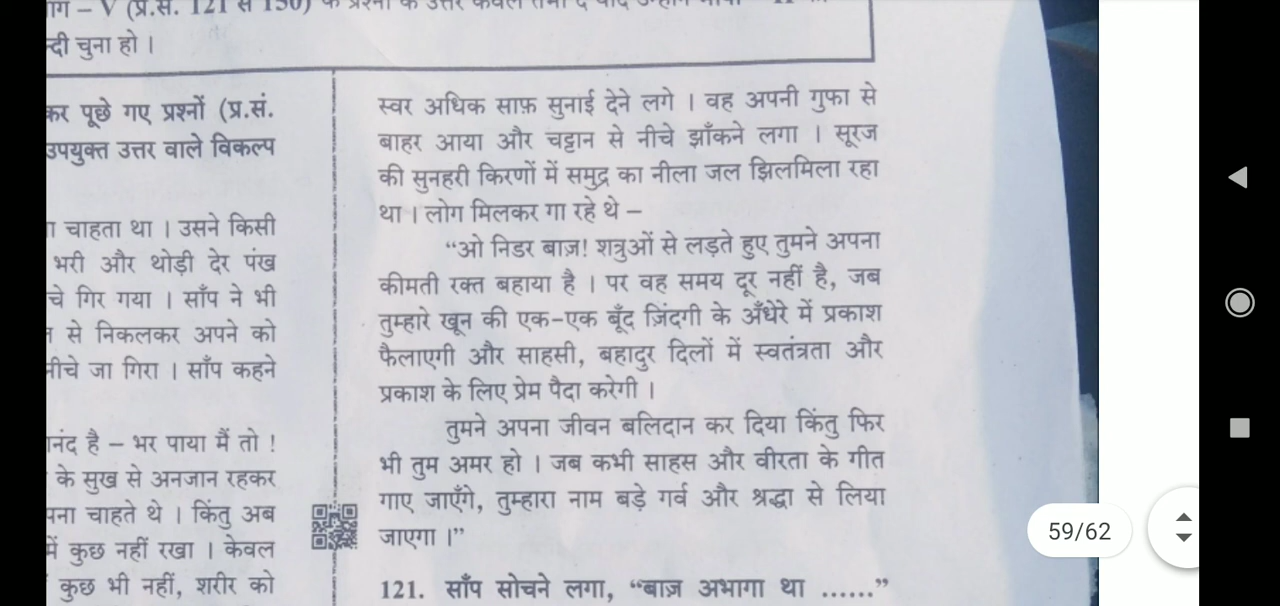 ाग – V (प्र.सं. 121 से 150) के प्रश्नों के उत्तर केवल तभी दें यदि उन्होंने भाषा – II
न्दी चुना हो ।
कर पूछे गए प्रश्नों (प्र.सं.
उपयुक्त उत्तर वाले विकल्प
चाहता था । उसने किसी
भरी और थोड़ी देर पंख
चे गिर गया । साँप ने भी
से निकलकर अपने को
नीचे जा गिरा । साँप कहने
ानंद है – भर पाया मैं तो !
के सुख से अनजान रहकर
पना चाहते थे । किंतु अब
में कुछ नहीं रखा । केवल
कुछ भी नहीं, शरीर को
स्वर अधिक साफ़ सुनाई देने लगे । वह अपनी गुफा से
बाहर आया और चट्टान से नीचे झाँकने लगा । सूरज
की सुनहरी किरणों में समुद्र का नीला जल झिलमिला रहा
था । लोग मिलकर गा रहे थे –
“ओ निडर बाज़! शत्रुओं से लड़ते हुए तुमने अपना
कीमती रक्त बहाया है । पर वह समय दूर नहीं है, जब
तुम्हारे खून की एक-एक बूँद ज़िंदगी के अँधेरे में प्रकाश
फैलाएगी और साहसी, बहादुर दिलों में स्वतंत्रता और
प्रकाश के लिए प्रेम पैदा करेगी ।
तुमने अपना जीवन बलिदान कर दिया किंतु फिर
भी तुम अमर हो । जब कभी साहस और वीरता के गीत
गाए जाएँगे, तुम्हारा नाम बड़े गर्व और श्रद्धा से लिया
जाएगा ।”
121. साँप सोचने लगा, “बाज़ अभागा था ......”
59/62